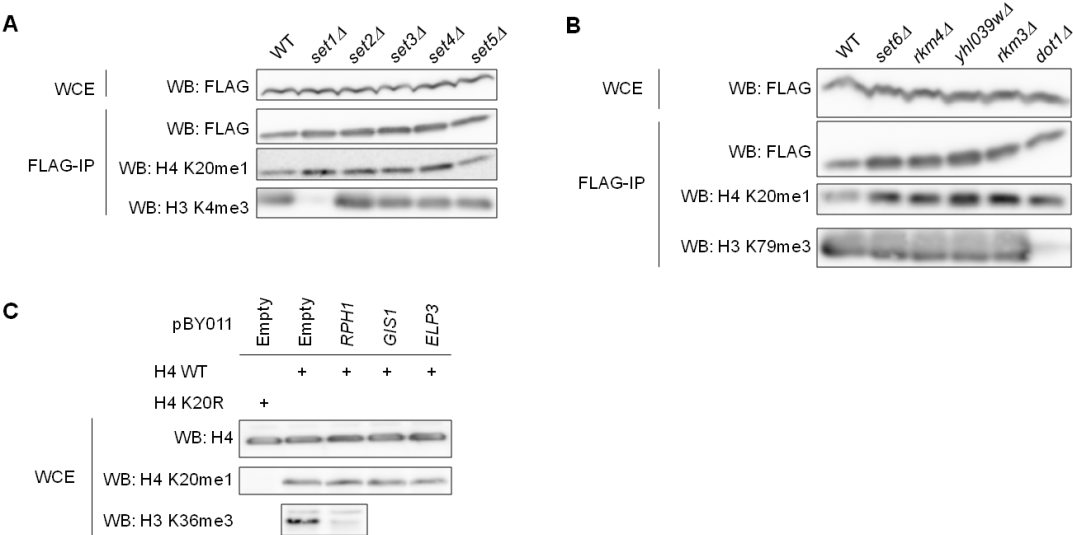 A
WT set1Δ set2Δ set3Δ set4Δ set5Δ
WCE WB: FLAG
WB: FLAG
FLAG-IP WB: H4 K20me1
WB: H3 K4me3
B
WT set6Δ rkm4Δ yhl039wΔ rkm3Δ dot1Δ
WCE WB: FLAG
WB: FLAG
FLAG-IP
WB: H4 K20me1
WB: H3 K79me3
C
pBY011 Empty Empty RPH1 GIS1 ELP3
H4 WT + + + +
H4 K20R +
WB: H4
WCE WB: H4 K20me1
WB: H3 K36me3